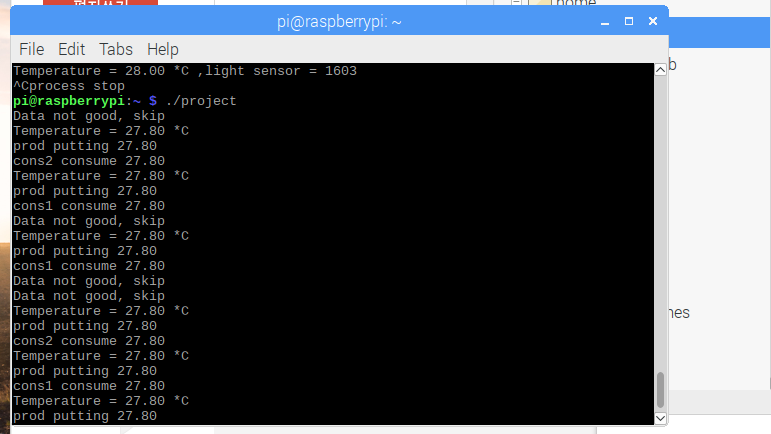 편지쓰기
home
pi@raspberrypi: ~
File Edit Tabs Help
Temperature = 28.00 *C ,light sensor = 1603
^Cprocess stop
pi@raspberrypi:~ $ ./project
Data not good, skip
Temperature = 27.80 *C
prod putting 27.80
cons2 consume 27.80
Temperature = 27.80 *C
prod putting 27.80
cons1 consume 27.80
Data not good, skip
Temperature = 27.80 *C
prod putting 27.80
cons1 consume 27.80
Data not good, skip
Data not good, skip
Temperature = 27.80 *C
prod putting 27.80
cons2 consume 27.80
Temperature = 27.80 *C
prod putting 27.80
cons1 consume 27.80
Temperature = 27.80 *C
prod putting 27.80